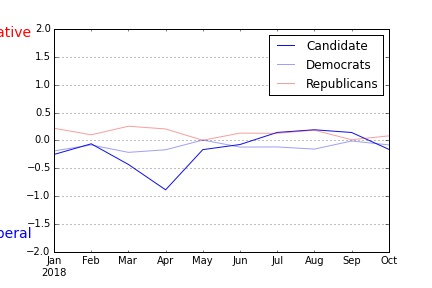 ative
2.0
1.5
1.0
0.5
0.0
−0.5
−1.0
−1.5
−2.0
beral
Candidate
Democrats
Republicans
Jan Feb Mar Apr May Jun Jul Aug Sep Oct
2018